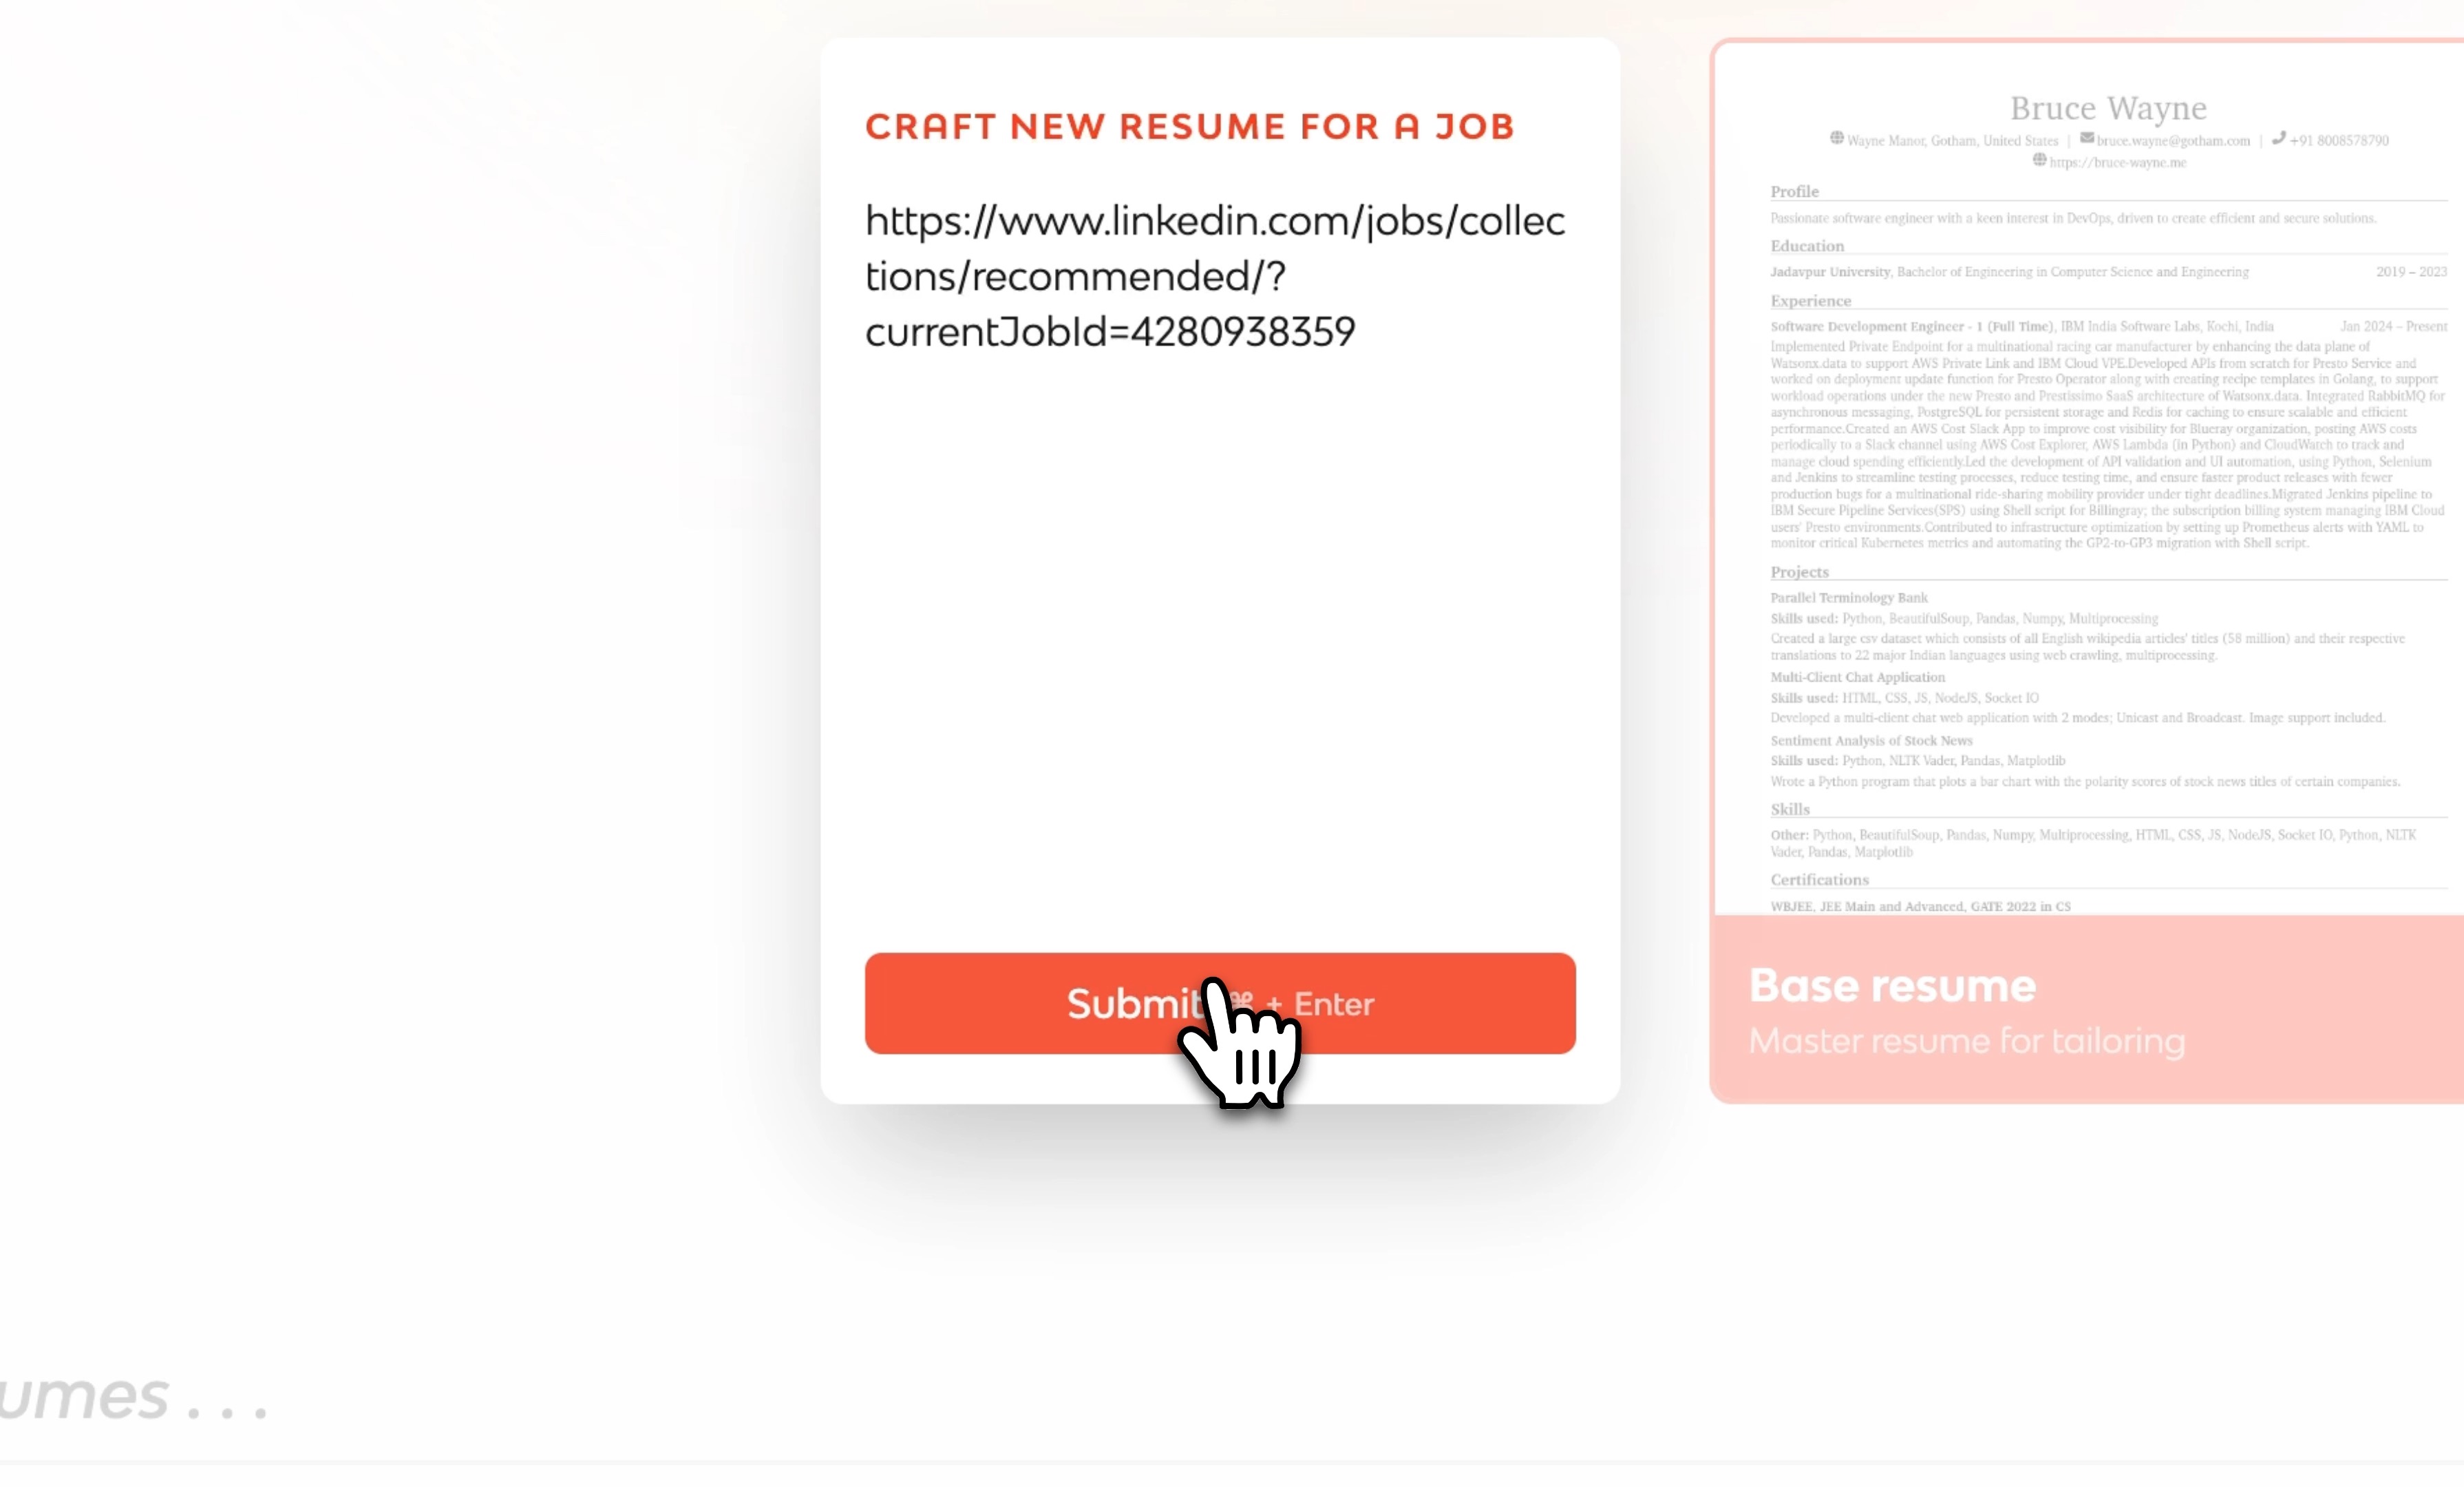 CRAFT NEW RESUME FOR A JOB
https://www.linkedin.com/jobs/collec
tions/recommended/?
currentJobId=4280938359
Submit ⌘ + Enter
Bruce Wayne
Wayne Manor, Gotham, United States | bruce.wayne@gotham.com | +91 8008578790
https://bruce-wayne.me
Profile
Passionate software engineer with a keen interest in DevOps, driven to create efficient and secure solutions.
Education
Jadavpur University, Bachelor of Engineering in Computer Science and Engineering 2019 – 2023
Experience
Software Development Engineer - 1 (Full Time), IBM India Software Labs, Kochi, India Jan 2024 – Present
Implemented Private Endpoint for a multinational racing car manufacturer by enhancing the data plane of
Watsonx.data to support AWS Private Link and IBM Cloud VPE.Developed APIs from scratch for Presto Service and
worked on deployment update function for Presto Operator along with creating recipe templates in Golang, to support
workload operations under the new Presto and Prestissimo SaaS architecture of Watsonx.data. Integrated RabbitMQ for
asynchronous messaging, PostgreSQL for persistent storage and Redis for caching to ensure scalable and efficient
performance.Created an AWS Cost Slack App to improve cost visibility for Blueray organization, posting AWS costs
periodically to a Slack channel using AWS Cost Explorer, AWS Lambda (in Python) and CloudWatch to track and
manage cloud spending efficiently.Led the development of API validation and UI automation, using Python, Selenium
and Jenkins to streamline testing processes, reduce testing time, and ensure faster product releases with fewer
production bugs for a multinational ride-sharing mobility provider under tight deadlines.Migrated Jenkins pipeline to
IBM Secure Pipeline Services(SPS) using Shell script for Billingray; the subscription billing system managing IBM Cloud
users' Presto environments.Contributed to infrastructure optimization by setting up Prometheus alerts with YAML to
monitor critical Kubernetes metrics and automating the GP2-to-GP3 migration with Shell script.
Projects
Parallel Terminology Bank
Skills used: Python, BeautifulSoup, Pandas, Numpy, Multiprocessing
Created a large csv dataset which consists of all English wikipedia articles' titles (58 million) and their respective
translations to 22 major Indian languages using web crawling, multiprocessing.
Multi-Client Chat Application
Skills used: HTML, CSS, JS, NodeJS, Socket IO
Developed a multi-client chat web application with 2 modes; Unicast and Broadcast. Image support included.
Sentiment Analysis of Stock News
Skills used: Python, NLTK Vader, Pandas, Matplotlib
Wrote a Python program that plots a bar chart with the polarity scores of stock news titles of certain companies.
Skills
Other: Python, BeautifulSoup, Pandas, Numpy, Multiprocessing, HTML, CSS, JS, NodeJS, Socket IO, Python, NLTK
Vader, Pandas, Matplotlib
Certifications
WBJEE, JEE Main and Advanced, GATE 2022 in CS
Base resume
Master resume for tailoring
umes . . .